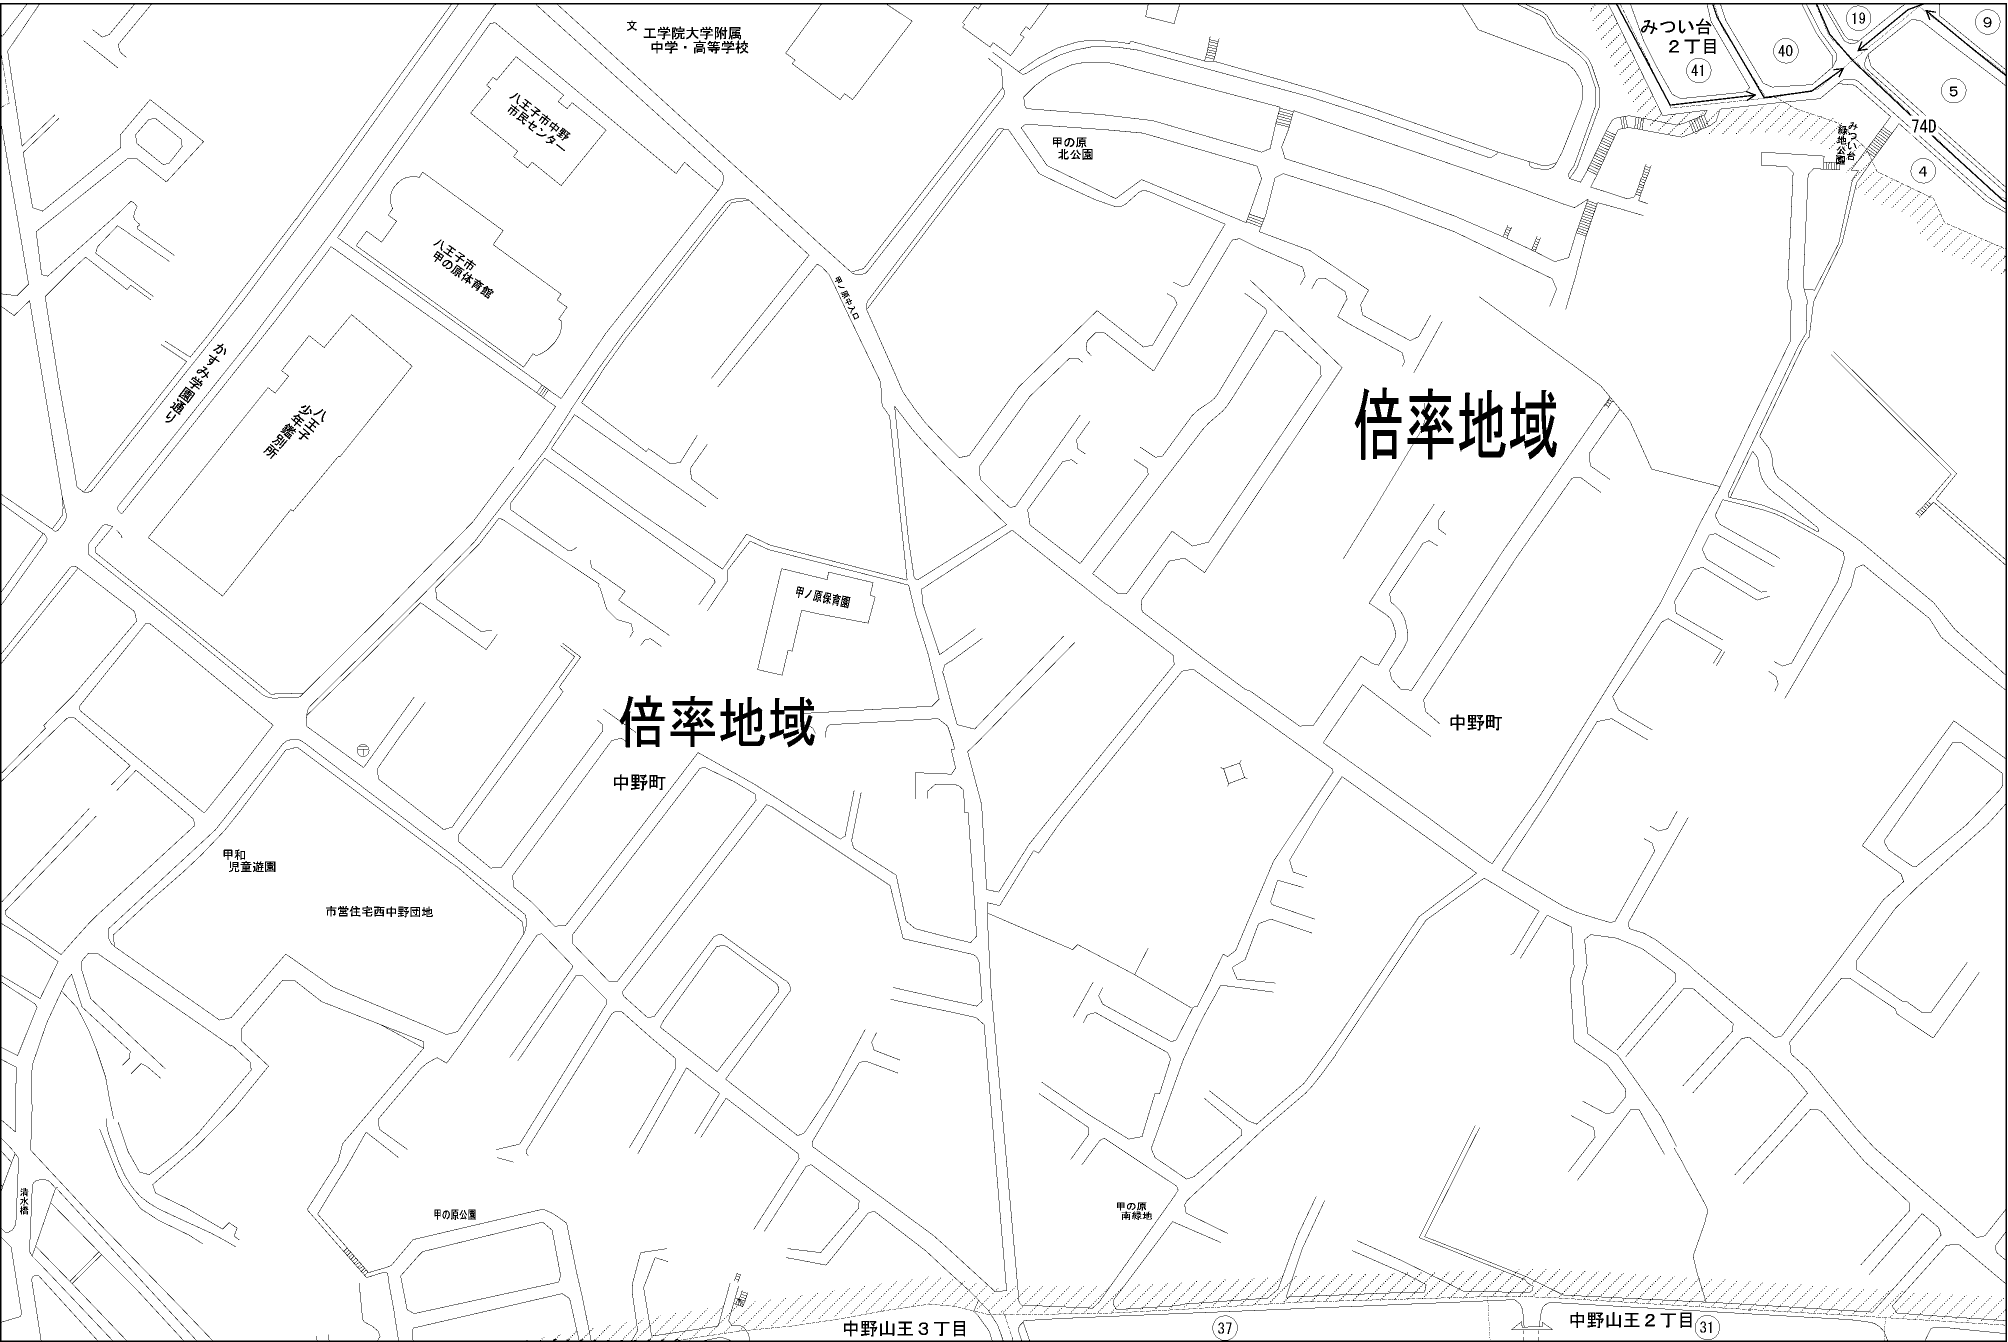 工学院大学附属
中学・高等学校
みつい台
2丁目
41
40
19
9
5
74D
4
みつい台
緑地公園
八王子市中野
市民センター
甲の原
北公園
八王子市
甲の原体育館
甲ノ原中入口
かすみ学園通り
八王子
少年鑑別所
倍率地域
甲ノ原保育園
倍率地域
中野町
中野町
甲和
児童遊園
市営住宅西中野団地
清水橋
甲の原公園
甲の原
南緑地
中野山王3丁目
37
中野山王2丁目
31